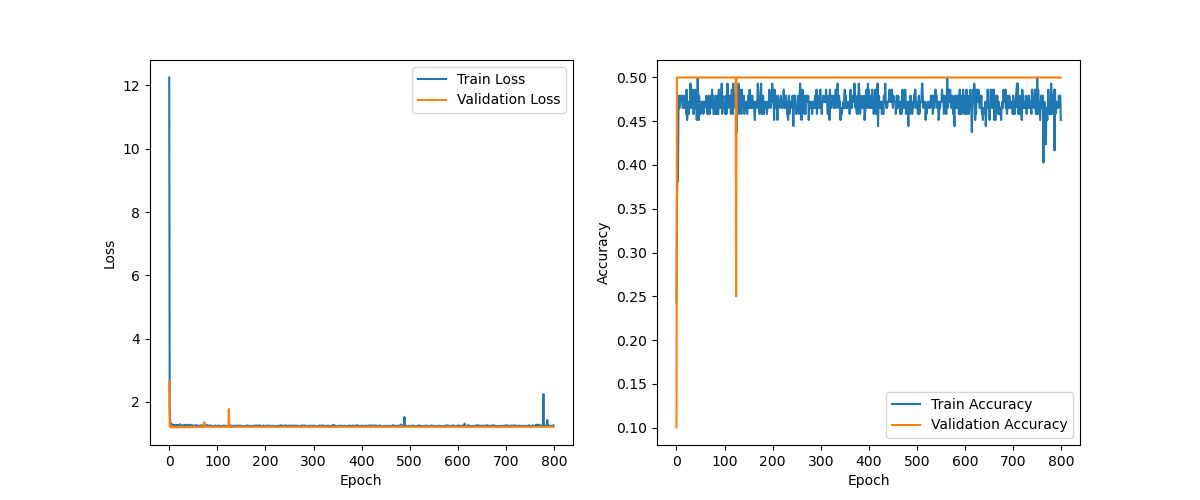 12
10
8
6
4
2
Loss
0 100 200 300 400 500 600 700 800
Epoch
Train Loss
Validation Loss
0.50
0.45
0.40
0.35
0.30
0.25
0.20
0.15
0.10
Accuracy
0 100 200 300 400 500 600 700 800
Epoch
Train Accuracy
Validation Accuracy